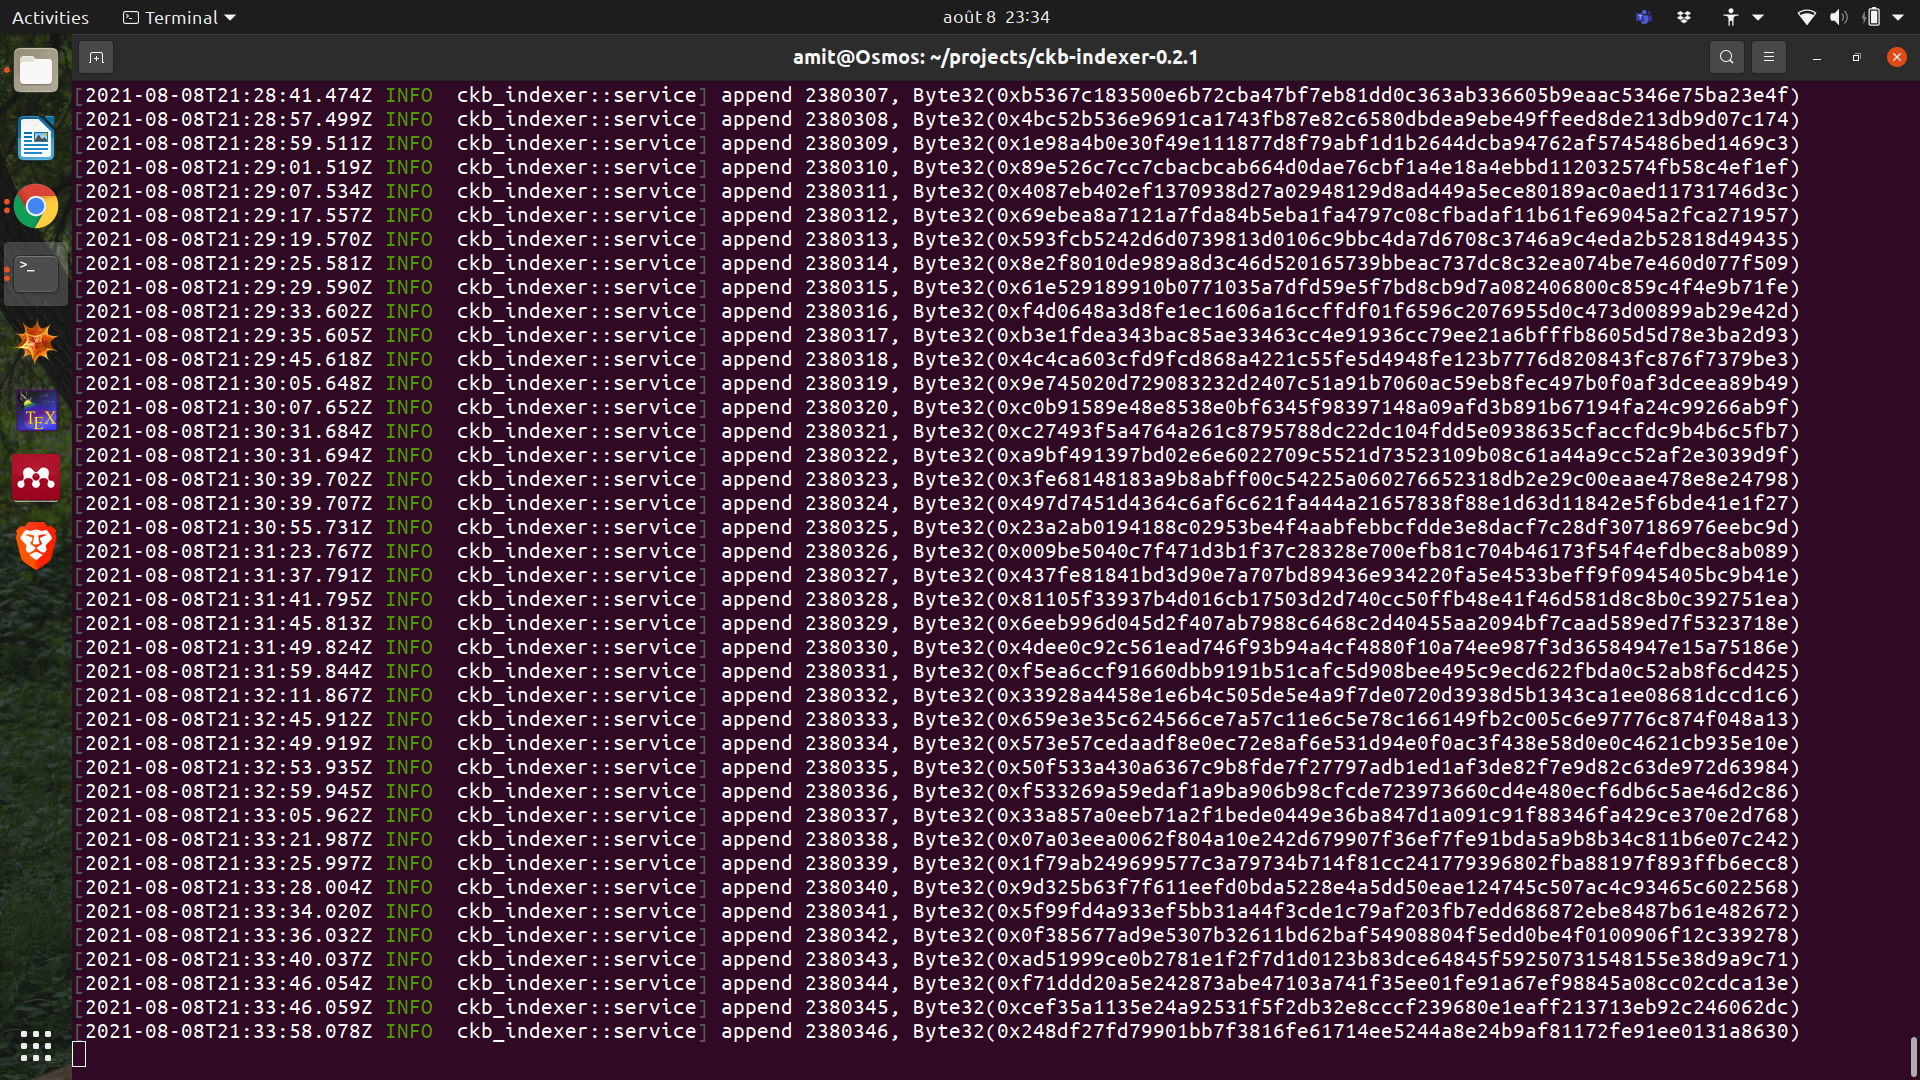 Activities
Terminal
août 8 23:34
amit@Osmos: ~/projects/ckb-indexer-0.2.1
[2021-08-08T21:28:41.474Z INFO  ckb_indexer::service] append 2380307, Byte32(0xb5367c183500e6b72cba47bf7eb81dd0c363ab336605b9eaac5346e75ba23e4f)
[2021-08-08T21:28:57.499Z INFO  ckb_indexer::service] append 2380308, Byte32(0x4bc52b536e9691ca1743fb87e82c6580dbdea9ebe49ffeed8de213db9d07c174)
[2021-08-08T21:28:59.511Z INFO  ckb_indexer::service] append 2380309, Byte32(0x1e98a4b0e30f49e111877d8f79abf1d1b2644dcba94762af5745486bed1469c3)
[2021-08-08T21:29:01.519Z INFO  ckb_indexer::service] append 2380310, Byte32(0x89e526c7cc7cbacbcab664d0dae76cbf1a4e18a4ebbd112032574fb58c4ef1ef)
[2021-08-08T21:29:07.534Z INFO  ckb_indexer::service] append 2380311, Byte32(0x4087eb402ef1370938d27a02948129d8ad449a5ece80189ac0aed11731746d3c)
[2021-08-08T21:29:17.557Z INFO  ckb_indexer::service] append 2380312, Byte32(0x69ebea8a7121a7fda84b5eba1fa4797c08cfbadaf11b61fe69045a2fca271957)
[2021-08-08T21:29:19.570Z INFO  ckb_indexer::service] append 2380313, Byte32(0x593fcb5242d6d0739813d0106c9bbc4da7d6708c3746a9c4eda2b52818d49435)
[2021-08-08T21:29:25.581Z INFO  ckb_indexer::service] append 2380314, Byte32(0x8e2f8010de989a8d3c46d520165739bbeac737dc8c32ea074be7e460d077f509)
[2021-08-08T21:29:29.590Z INFO  ckb_indexer::service] append 2380315, Byte32(0x61e529189910b0771035a7dfd59e5f7bd8cb9d7a082406800c859c4f4e9b71fe)
[2021-08-08T21:29:33.602Z INFO  ckb_indexer::service] append 2380316, Byte32(0xf4d0648a3d8fe1ec1606a16ccffdf01f6596c2076955d0c473d00899ab29e42d)
[2021-08-08T21:29:35.605Z INFO  ckb_indexer::service] append 2380317, Byte32(0xb3e1fdea343bac85ae33463cc4e91936cc79ee21a6bfffb8605d5d78e3ba2d93)
[2021-08-08T21:29:45.618Z INFO  ckb_indexer::service] append 2380318, Byte32(0x4c4ca603cfd9fcd868a4221c55fe5d4948fe123b7776d820843fc876f7379be3)
[2021-08-08T21:30:05.648Z INFO  ckb_indexer::service] append 2380319, Byte32(0x9e745020d729083232d2407c51a91b7060ac59eb8fec497b0f0af3dceea89b49)
[2021-08-08T21:30:07.652Z INFO  ckb_indexer::service] append 2380320, Byte32(0xc0b91589e48e8538e0bf6345f98397148a09afd3b891b67194fa24c99266ab9f)
[2021-08-08T21:30:31.684Z INFO  ckb_indexer::service] append 2380321, Byte32(0xc27493f5a4764a261c8795788dc22dc104fdd5e0938635cfaccfdc9b4b6c5fb7)
[2021-08-08T21:30:31.694Z INFO  ckb_indexer::service] append 2380322, Byte32(0xa9bf491397bd02e6e6022709c5521d73523109b08c61a44a9cc52af2e3039d9f)
[2021-08-08T21:30:39.702Z INFO  ckb_indexer::service] append 2380323, Byte32(0x3fe68148183a9b8abff00c54225a060276652318db2e29c00eaae478e8e24798)
[2021-08-08T21:30:39.707Z INFO  ckb_indexer::service] append 2380324, Byte32(0x497d7451d4364c6af6c621fa444a21657838f88e1d63d11842e5f6bde41e1f27)
[2021-08-08T21:30:55.731Z INFO  ckb_indexer::service] append 2380325, Byte32(0x23a2ab0194188c02953be4f4aabfebbcfdde3e8dacf7c28df307186976eebc9d)
[2021-08-08T21:31:23.767Z INFO  ckb_indexer::service] append 2380326, Byte32(0x009be5040c7f471d3b1f37c28328e700efb81c704b46173f54f4efdbec8ab089)
[2021-08-08T21:31:37.791Z INFO  ckb_indexer::service] append 2380327, Byte32(0x437fe81841bd3d90e7a707bd89436e934220fa5e4533beff9f0945405bc9b41e)
[2021-08-08T21:31:41.795Z INFO  ckb_indexer::service] append 2380328, Byte32(0x81105f33937b4d016cb17503d2d740cc50ffb48e41f46d581d8c8b0c392751ea)
[2021-08-08T21:31:45.813Z INFO  ckb_indexer::service] append 2380329, Byte32(0x6eeb996d045d2f407ab7988c6468c2d40455aa2094bf7caad589ed7f5323718e)
[2021-08-08T21:31:49.824Z INFO  ckb_indexer::service] append 2380330, Byte32(0x4dee0c92c561ead746f93b94a4cf4880f10a74ee987f3d36584947e15a75186e)
[2021-08-08T21:31:59.844Z INFO  ckb_indexer::service] append 2380331, Byte32(0xf5ea6ccf91660dbb9191b51cafc5d908bee495c9ecd622fbda0c52ab8f6cd425)
[2021-08-08T21:32:11.867Z INFO  ckb_indexer::service] append 2380332, Byte32(0x33928a4458e1e6b4c505de5e4a9f7de0720d3938d5b1343ca1ee08681dccd1c6)
[2021-08-08T21:32:45.912Z INFO  ckb_indexer::service] append 2380333, Byte32(0x659e3e35c624566ce7a57c11e6c5e78c166149fb2c005c6e97776c874f048a13)
[2021-08-08T21:32:49.919Z INFO  ckb_indexer::service] append 2380334, Byte32(0x573e57cedaadf8e0ec72e8af6e531d94e0f0ac3f438e58d0e0c4621cb935e10e)
[2021-08-08T21:32:53.935Z INFO  ckb_indexer::service] append 2380335, Byte32(0x50f533a430a6367c9b8fde7f27797adb1ed1af3de82f7e9d82c63de972d63984)
[2021-08-08T21:32:59.945Z INFO  ckb_indexer::service] append 2380336, Byte32(0xf533269a59edaf1a9ba906b98cfcde723973660cd4e480ecf6db6c5ae46d2c86)
[2021-08-08T21:33:05.962Z INFO  ckb_indexer::service] append 2380337, Byte32(0x33a857a0eeb71a2f1bede0449e36ba847d1a091c91f88346fa429ce370e2d768)
[2021-08-08T21:33:21.987Z INFO  ckb_indexer::service] append 2380338, Byte32(0x07a03eea0062f804a10e242d679907f36ef7fe91bda5a9b8b34c811b6e07c242)
[2021-08-08T21:33:25.997Z INFO  ckb_indexer::service] append 2380339, Byte32(0x1f79ab249699577c3a79734b714f81cc241779396802fba88197f893ffb6ecc8)
[2021-08-08T21:33:28.004Z INFO  ckb_indexer::service] append 2380340, Byte32(0x9d325b63f7f611eefd0bda5228e4a5dd50eae124745c507ac4c93465c6022568)
[2021-08-08T21:33:34.020Z INFO  ckb_indexer::service] append 2380341, Byte32(0x5f99fd4a933ef5bb31a44f3cde1c79af203fb7edd686872ebe8487b61e482672)
[2021-08-08T21:33:36.032Z INFO  ckb_indexer::service] append 2380342, Byte32(0x0f385677ad9e5307b32611bd62baf54908804f5edd0be4f0100906f12c339278)
[2021-08-08T21:33:40.037Z INFO  ckb_indexer::service] append 2380343, Byte32(0xad51999ce0b2781e1f2f7d1d0123b83dce64845f59250731548155e38d9a9c71)
[2021-08-08T21:33:46.054Z INFO  ckb_indexer::service] append 2380344, Byte32(0xf71ddd20a5e242873abe47103a741f35ee01fe91a67ef98845a08cc02cdca13e)
[2021-08-08T21:33:46.059Z INFO  ckb_indexer::service] append 2380345, Byte32(0xcef35a1135e24a92531f5f2db32e8cccf239680e1eaff213713eb92c246062dc)
[2021-08-08T21:33:58.078Z INFO  ckb_indexer::service] append 2380346, Byte32(0x248df27fd79901bb7f3816fe61714ee5244a8e24b9af81172fe91ee0131a8630)